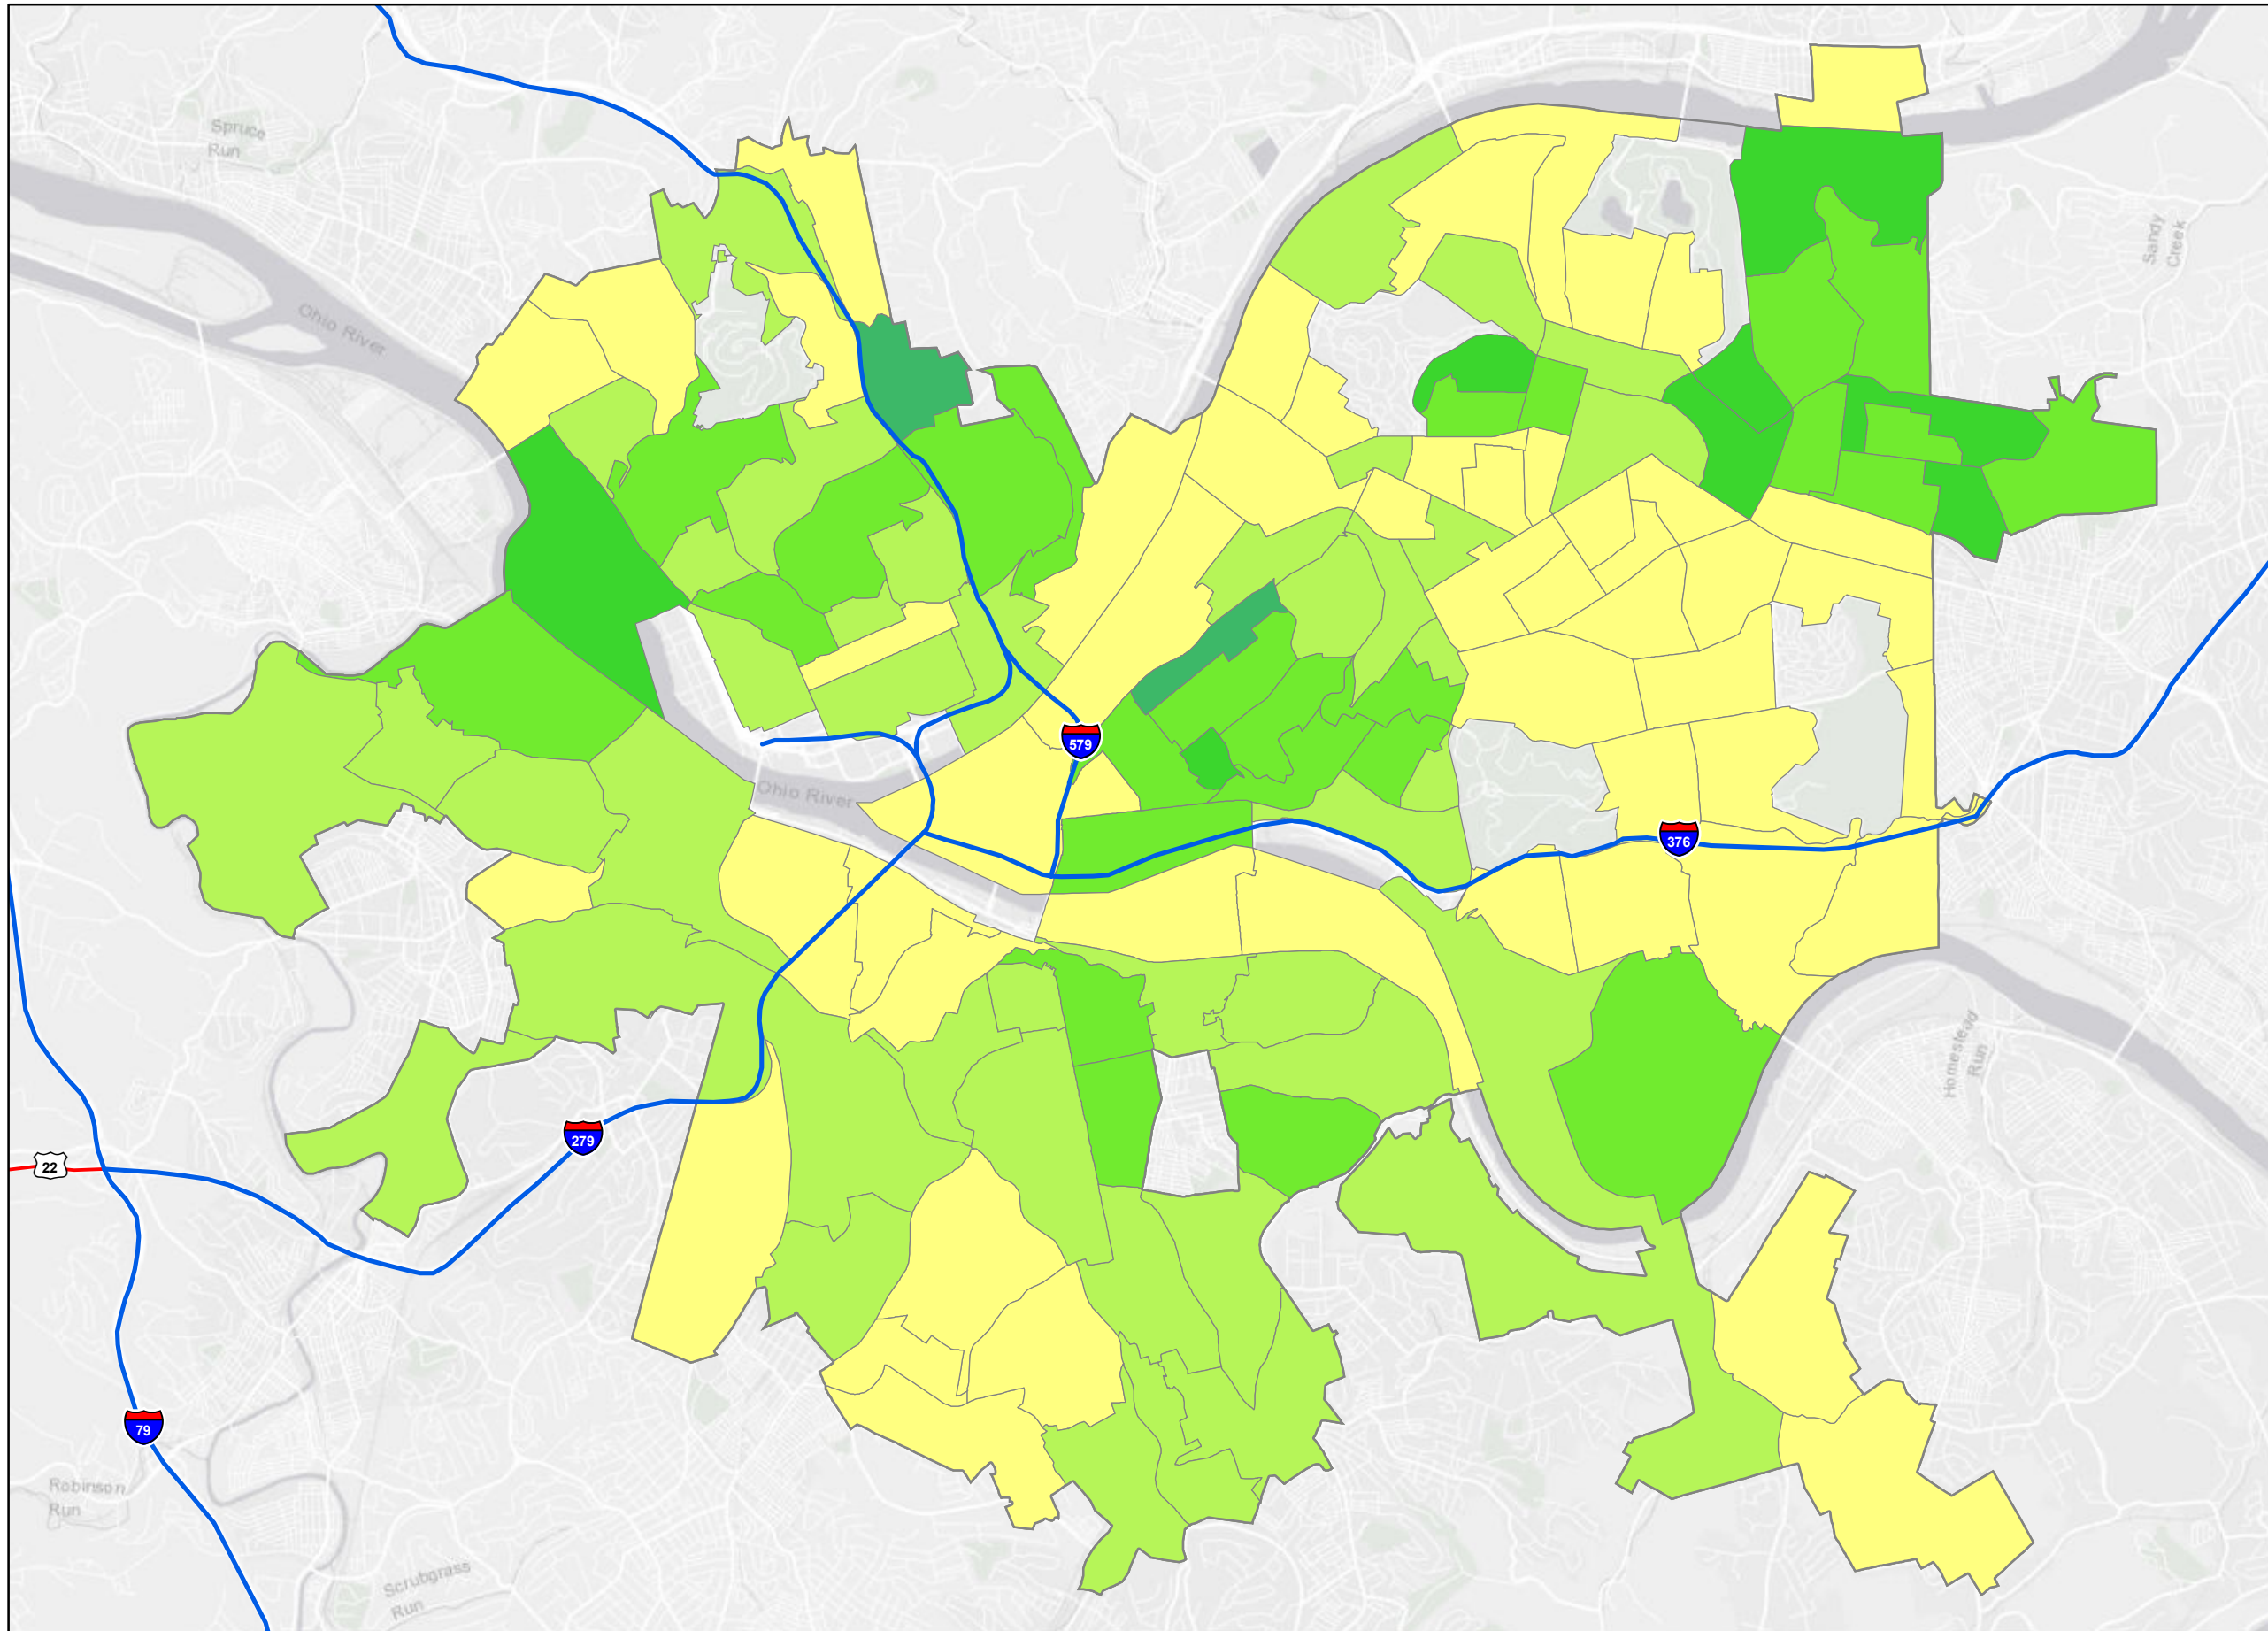 Spruce
Run
Sandy
Creek
Ohio River
579
Ohio River
376
Homestead
Run
279
22
79
Robinson
Run
Scrubgrass
Run